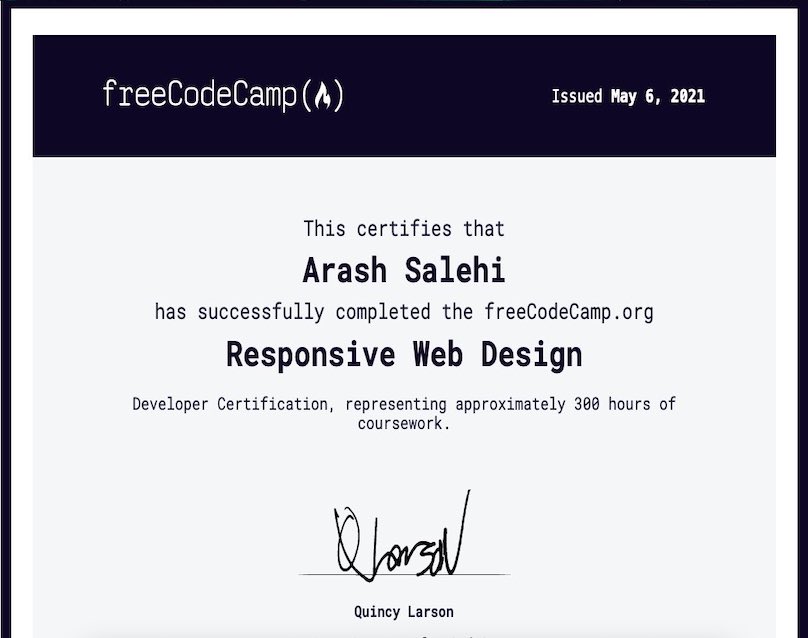 freeCodeCamp(🔥)
Issued May 6, 2021
This certifies that
Arash Salehi
has successfully completed the freeCodeCamp.org
Responsive Web Design
Developer Certification, representing approximately 300 hours of
coursework.
Q Larson
Quincy Larson